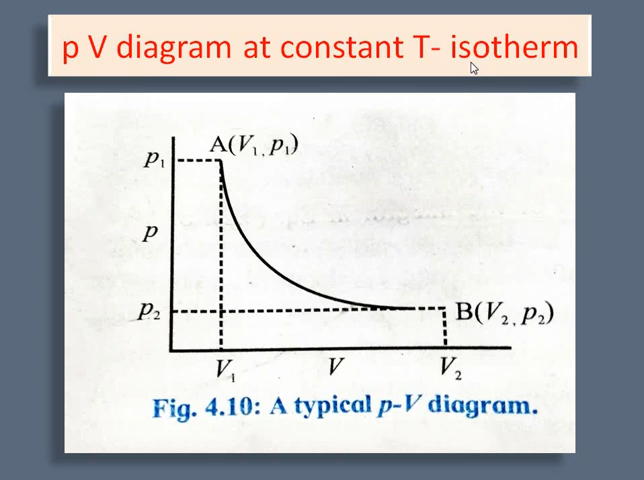 p V diagram at constant T- isotherm
A(V₁, p₁)
p₁
p
p₂
B(V₂, p₂)
V₁
V
V₂
Fig. 4.10: A typical p-V diagram.